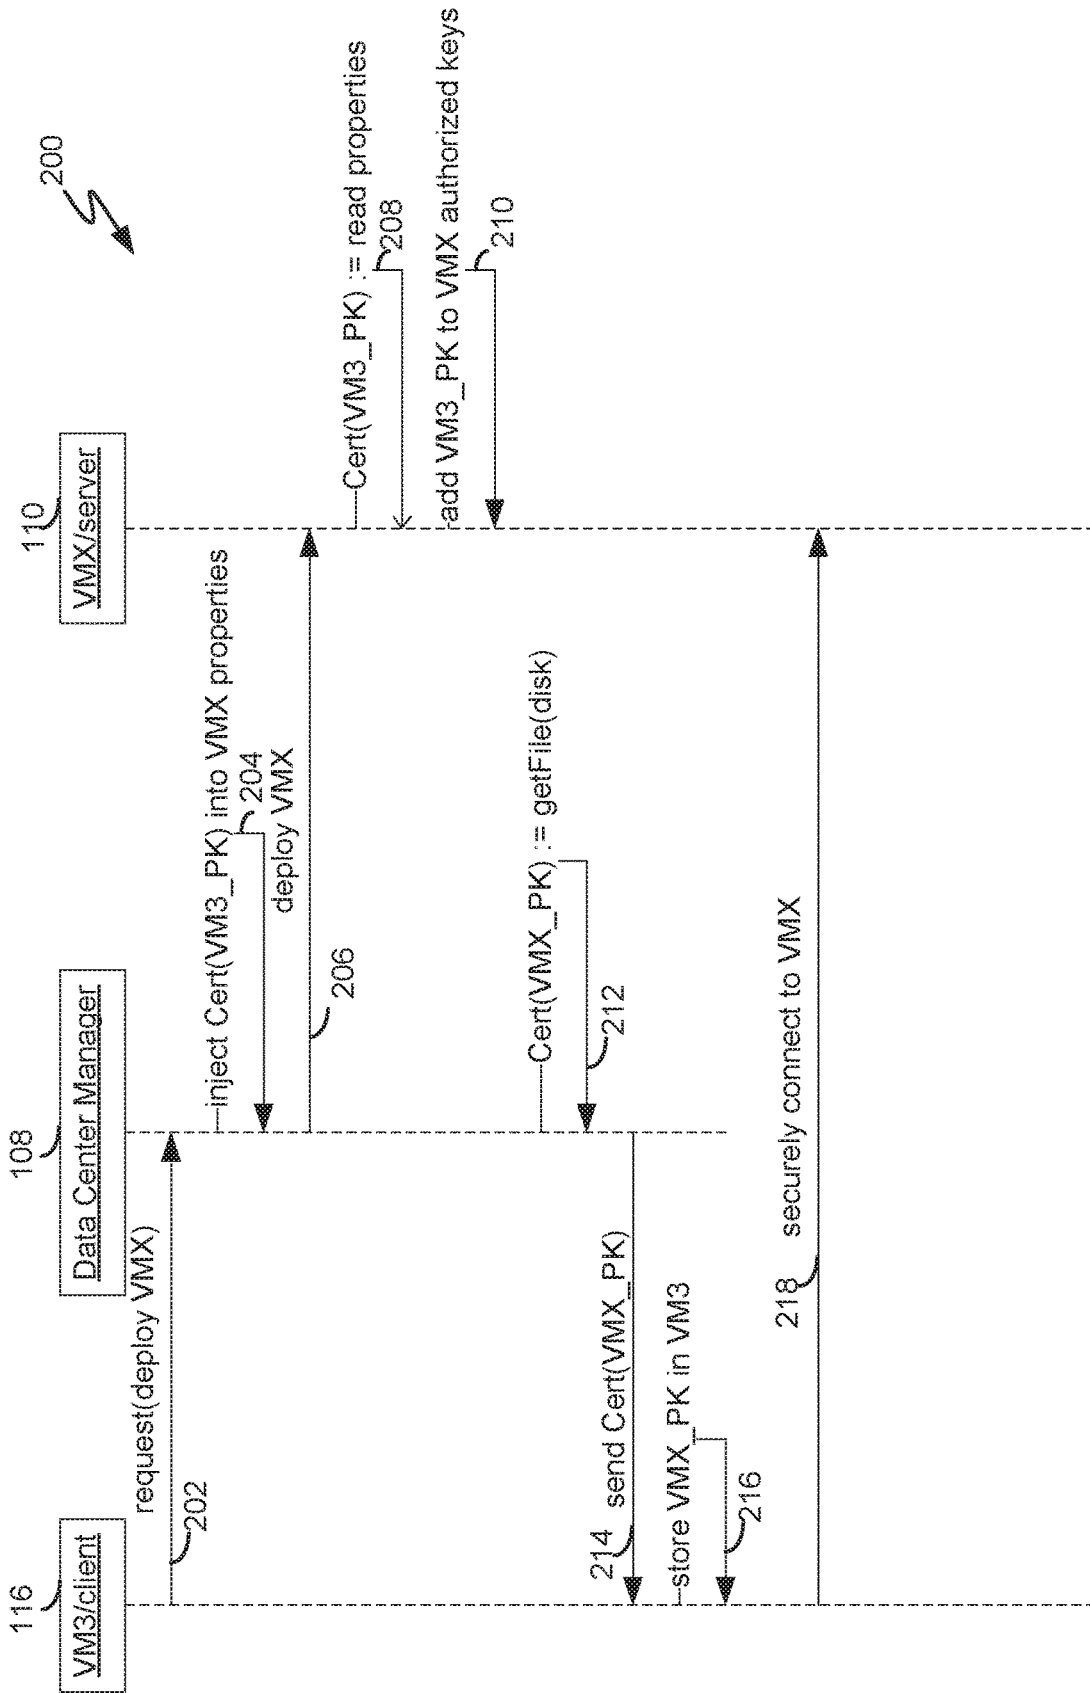 200
116
VM3/client
108
Data Center Manager
110
VMX/server
request(deploy VMX)
202
inject Cert(VM3_PK) into VMX properties
204
deploy VMX
206
Cert(VM3_PK) := read properties
208
add VM3_PK to VMX authorized keys
210
Cert(VMX_PK) := getFile(disk)
212
214
send Cert(VMX_PK)
store VMX_PK in VM3
216
218
securely connect to VMX